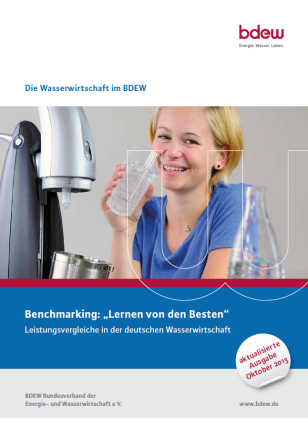 bdew
Energie. Wasser. Leben.
Die Wasserwirtschaft im BDEW
Benchmarking: „Lernen von den Besten“
Leistungsvergleiche in der deutschen Wasserwirtschaft
aktualisierte
Ausgabe
Oktober 2013
BDEW Bundesverband der
Energie- und Wasserwirtschaft e V.
www.bdew.de